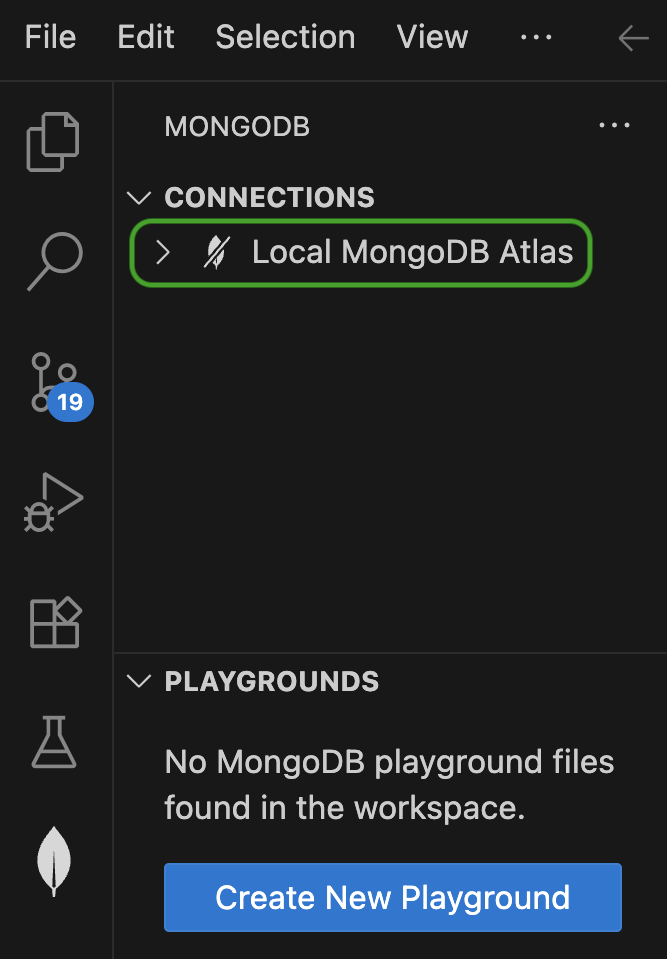 File Edit Selection View ...
MONGODB ...
CONNECTIONS
Local MongoDB Atlas
19
PLAYGROUNDS
No MongoDB playground files
found in the workspace.
Create New Playground